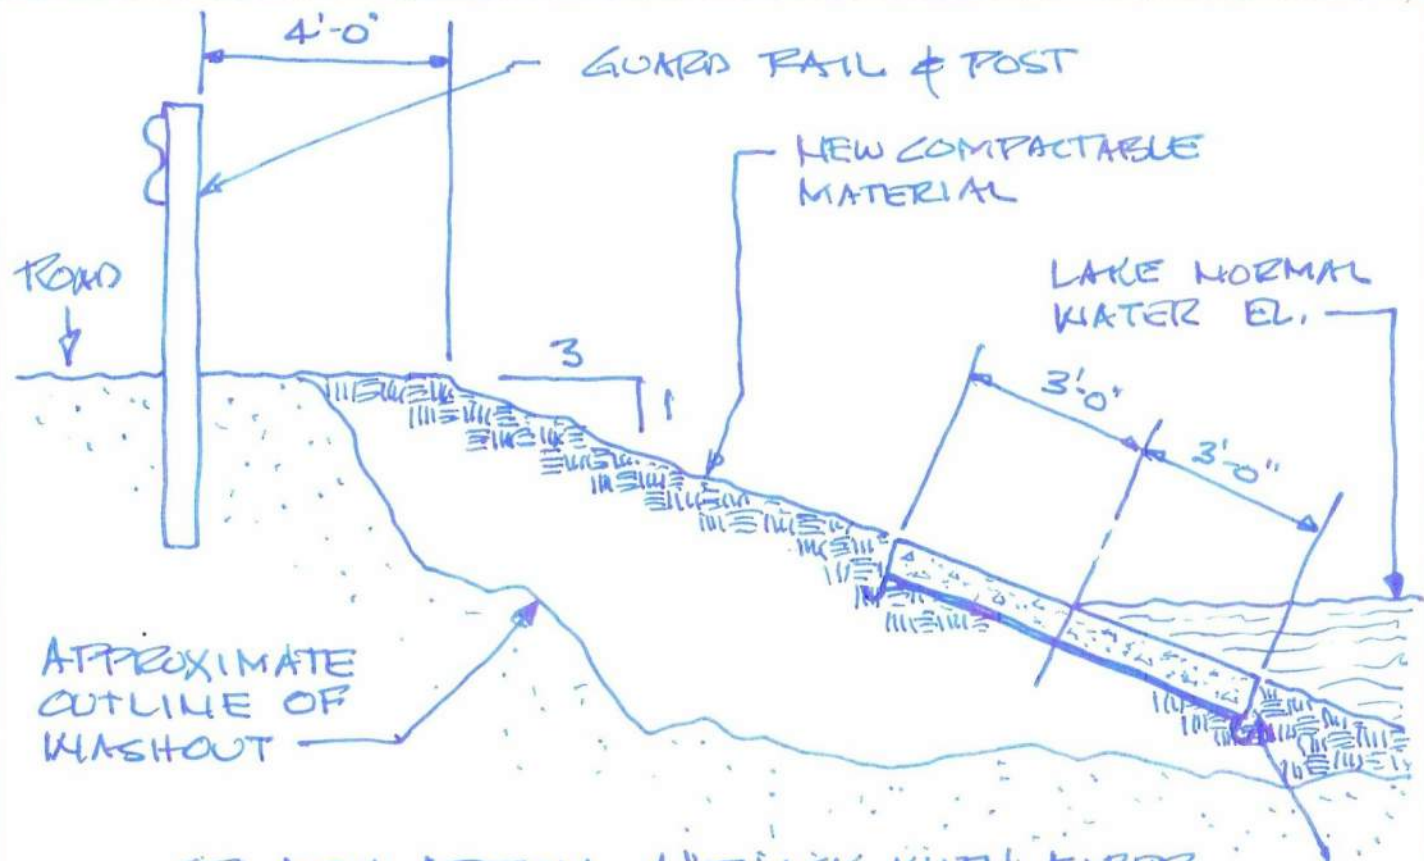 4'-0"
GUARD RAIL & POST
NEW COMPACTABLE
MATERIAL
ROAD
LAKE NORMAL
WATER EL.
3
1
3'-0"
3'-0"
APPROXIMATE
OUTLINE OF
WASHOUT